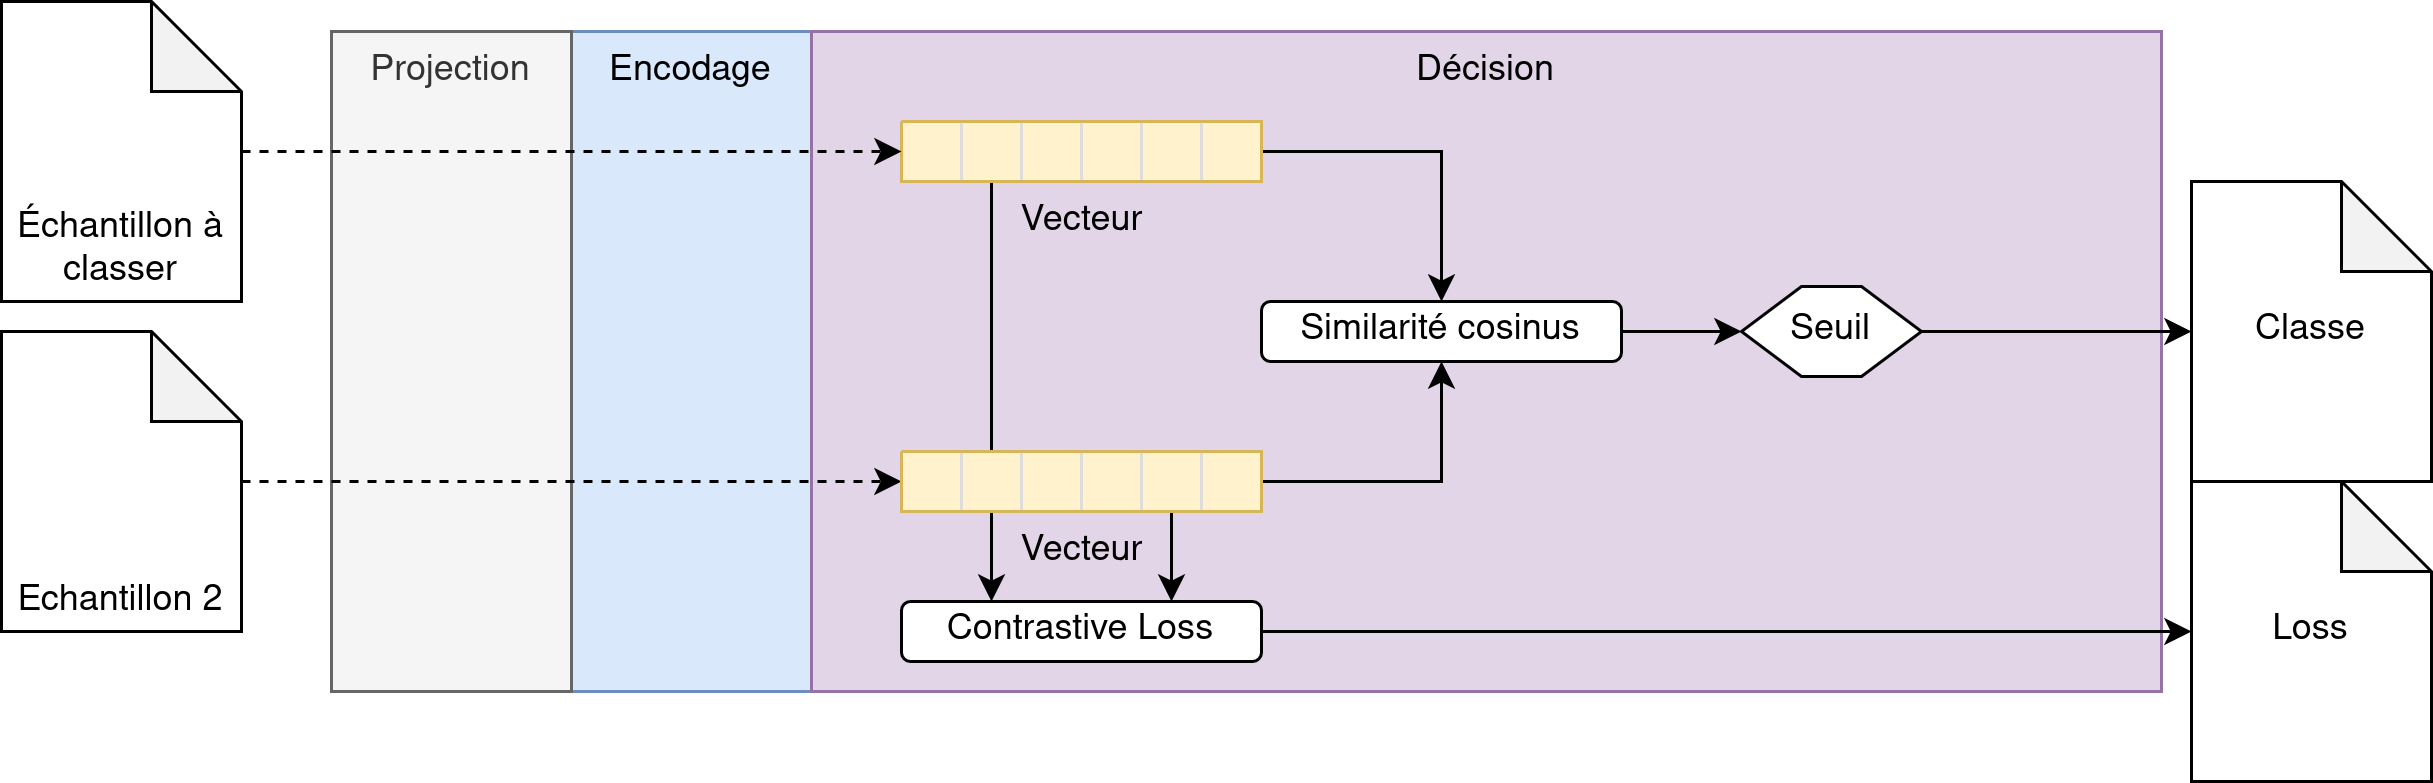 Projection
Encodage
Décision
Échantillon à
classer
Vecteur
Similarité cosinus
Seuil
Classe
Echantillon 2
Vecteur
Contrastive Loss
Loss